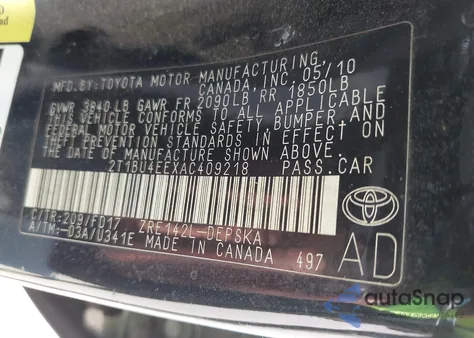 MFD.BY:TOYOTA MOTOR MANUFACTURING
CANADA, INC. 05/10
GVWR 3840LB GAWR FR 2090LB RR 1850LB
THIS VEHICLE CONFORMS TO ALL APPLICABLE
FEDERAL MOTOR VEHICLE SAFETY, BUMPER, AND
THEFT PREVENTION STANDARDS IN EFFECT ON
THE DATE OF MANUFACTURE SHOWN ABOVE.
2T1BU4EEXAC409218 PASS.CAR
C/TR:209/FD17 ZRE142L-DEPSKA
A/TM:-03A/U341E MADE IN CANADA 497
AD
autoSnap